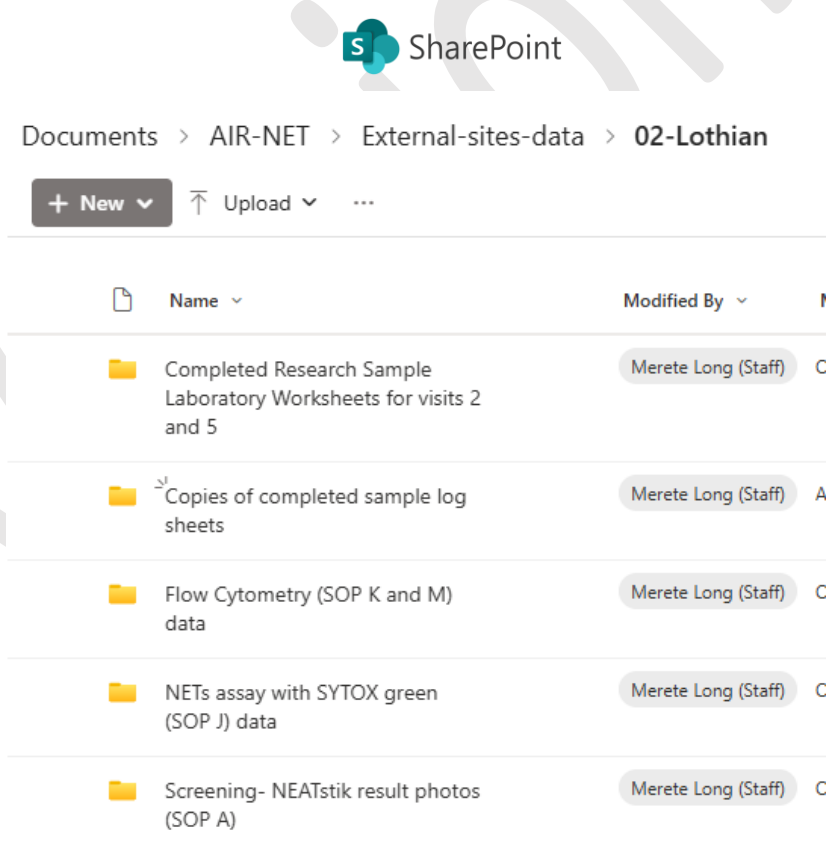 SharePoint
Documents > AIR-NET > External-sites-data > 02-Lothian
+ New Upload ...
Name Modified By
Completed Research Sample Merete Long (Staff)
Laboratory Worksheets for visits 2
and 5
Copies of completed sample log Merete Long (Staff)
sheets
Flow Cytometry (SOP K and M) Merete Long (Staff)
data
NETs assay with SYTOX green Merete Long (Staff)
(SOP J) data
Screening- NEATstik result photos Merete Long (Staff)
(SOP A)